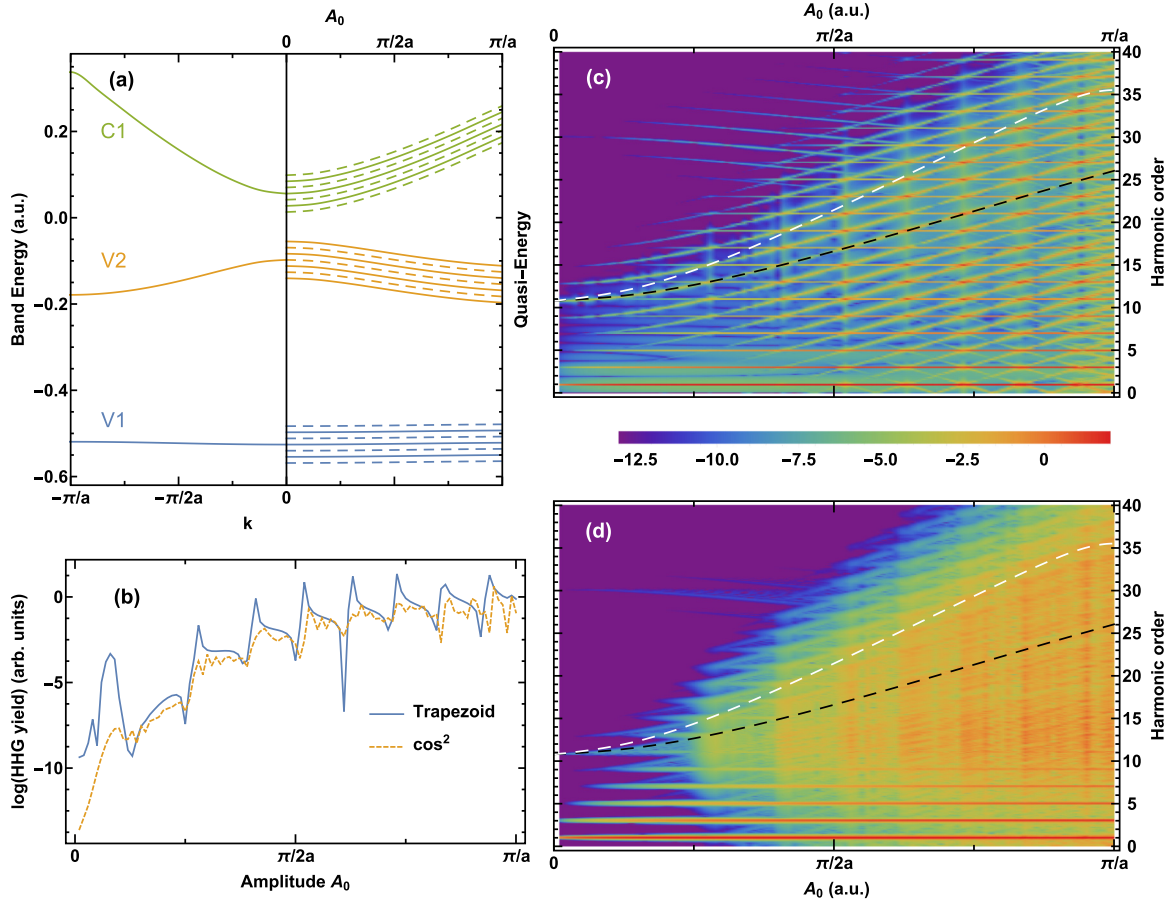 A₀
0 π/2a π/a
(a)
C1
V2
V1
0.2
0.0
−0.2
−0.4
−0.6
Band Energy (a.u.)
Quasi−Energy
−π/a −π/2a 0
k
(b)
0
−5
−10
log(HHG yield) (arb. units)
Trapezoid
cos²
0 π/2a π/a
Amplitude A₀
A₀ (a.u.)
0 π/2a π/a
(c)
40
35
30
25
20
15
10
5
0
Harmonic order
−12.5 −10.0 −7.5 −5.0 −2.5 0
(d)
40
35
30
25
20
15
10
5
0
Harmonic order
0 π/2a π/a
A₀ (a.u.)